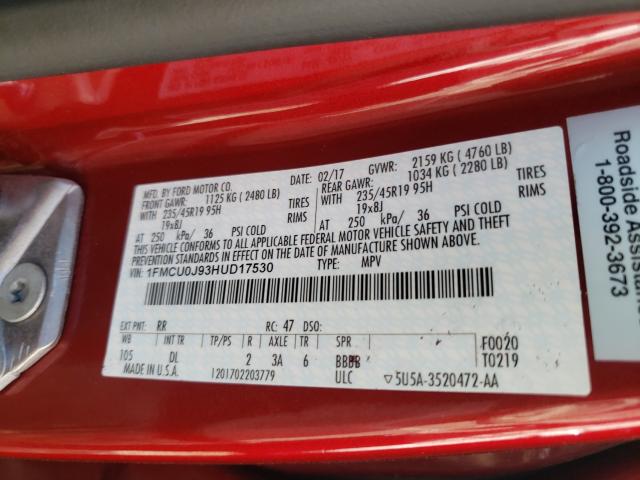 MFD. BY FORD MOTOR CO.
DATE: 02/17 GVWR: 2159 KG ( 4760 LB)
FRONT GAWR: 1125 KG ( 2480 LB) REAR GAWR: 1034 KG ( 2280 LB)
WITH 235/45R19 95H TIRES WITH 235/45R19 95H TIRES
19x8J RIMS 19x8J RIMS
AT 250 kPa/ 36 PSI COLD AT 250 kPa/ 36 PSI COLD
THIS VEHICLE CONFORMS TO ALL APPLICABLE FEDERAL MOTOR VEHICLE SAFETY AND THEFT
PREVENTION STANDARDS IN EFFECT ON THE DATE OF MANUFACTURE SHOWN ABOVE.
VIN: 1FMCU0J93HUD17530 TYPE: MPV
EXT PNT: RR RC: 47 DSO:
WB INT TRIM TP/PS R AXLE TR SPR F0020
105 DL 2 3A 6 BBBB T0219
MADE IN U.S.A. 1201702203779 ULC 5U5A-3520472-AA
Roadside Assistan
1-800-392-3673